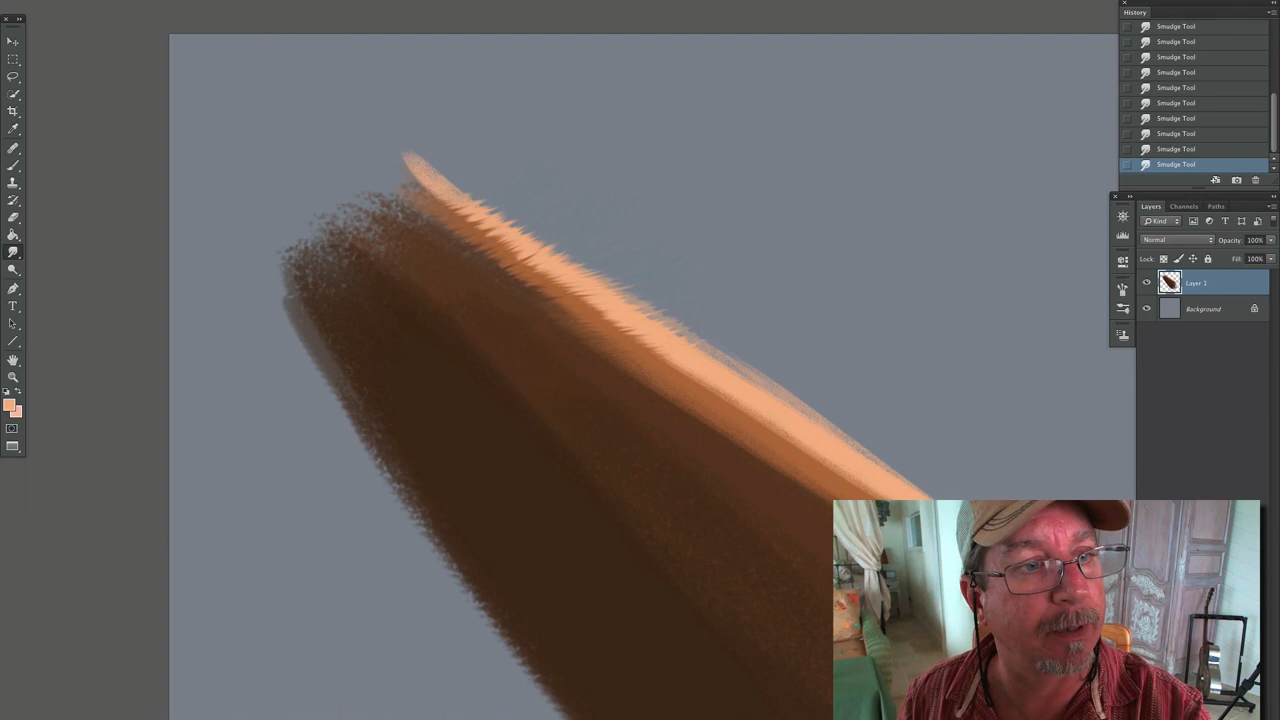 History
Smudge Tool
Smudge Tool
Smudge Tool
Smudge Tool
Smudge Tool
Smudge Tool
Smudge Tool
Smudge Tool
Smudge Tool
Smudge Tool
Layers Channels Paths
Kind
Normal Opacity: 100%
Lock: Fill: 100%
Layer 1
Background